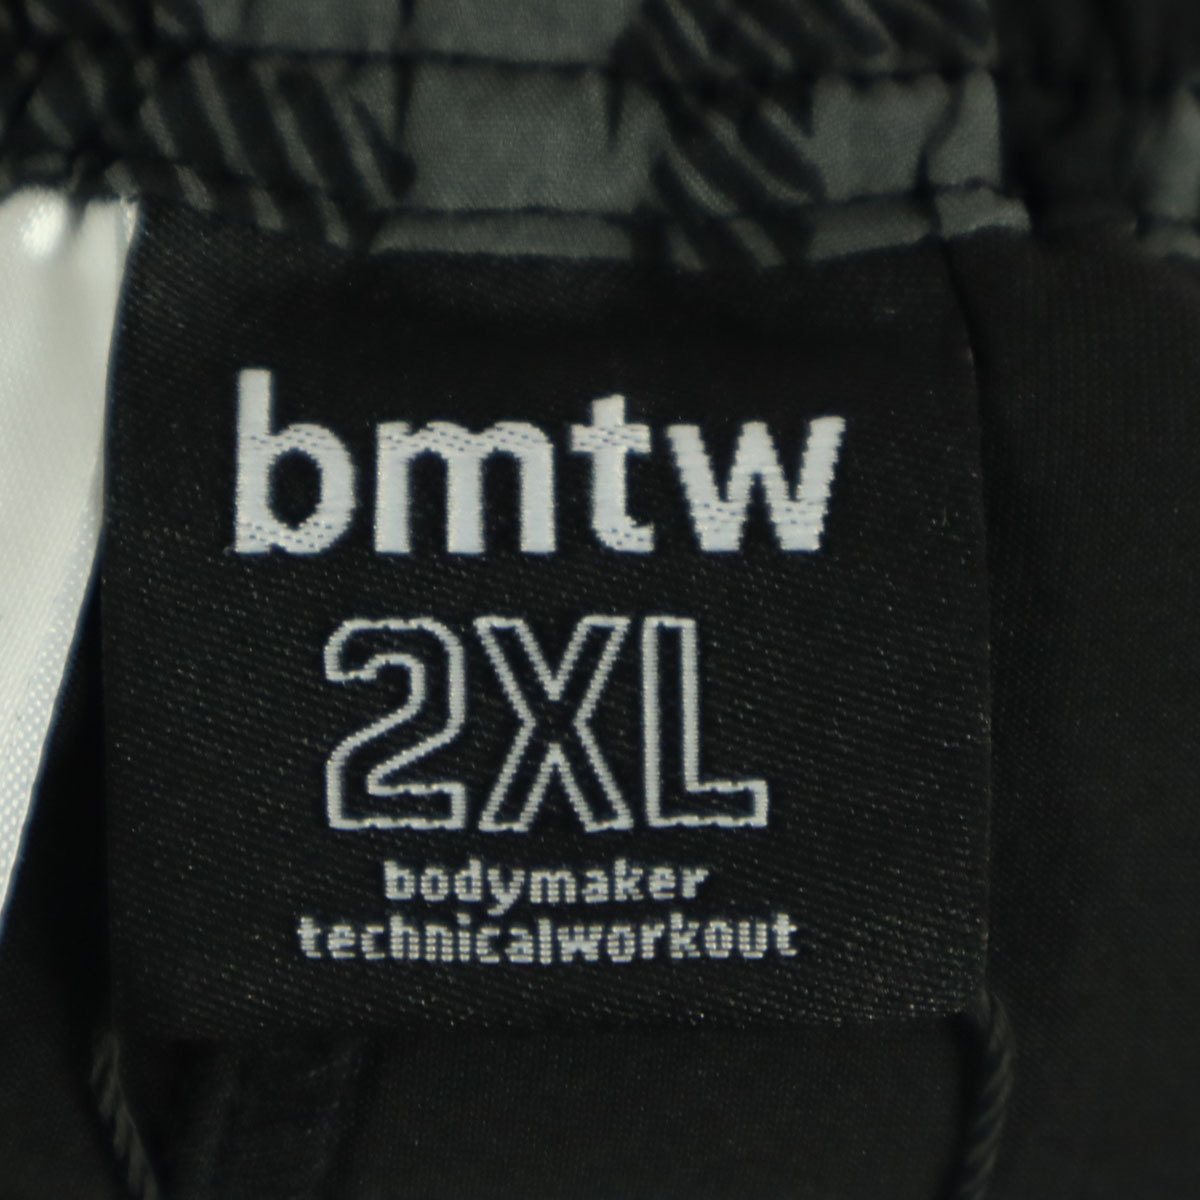 bmtw
2XL
bodymaker
technicalworkout